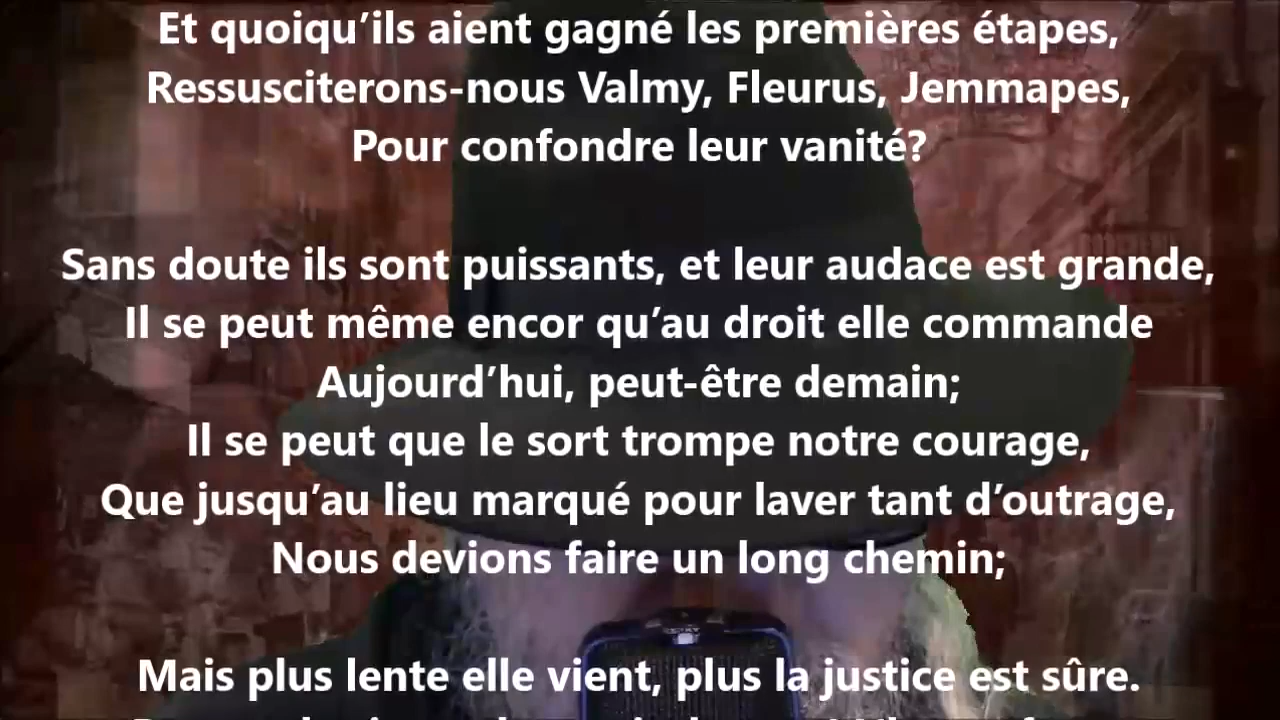 Et quoiqu’ils aient gagné les premières étapes,
Ressusciterons-nous Valmy, Fleurus, Jemmapes,
Pour confondre leur vanité?
Sans doute ils sont puissants, et leur audace est grande,
Il se peut même encor qu’au droit elle commande
Aujourd’hui, peut-être demain;
Il se peut que le sort trompe notre courage,
Que jusqu’au lieu marqué pour laver tant d’outrage,
Nous devions faire un long chemin;
Mais plus lente elle vient, plus la justice est sûre.